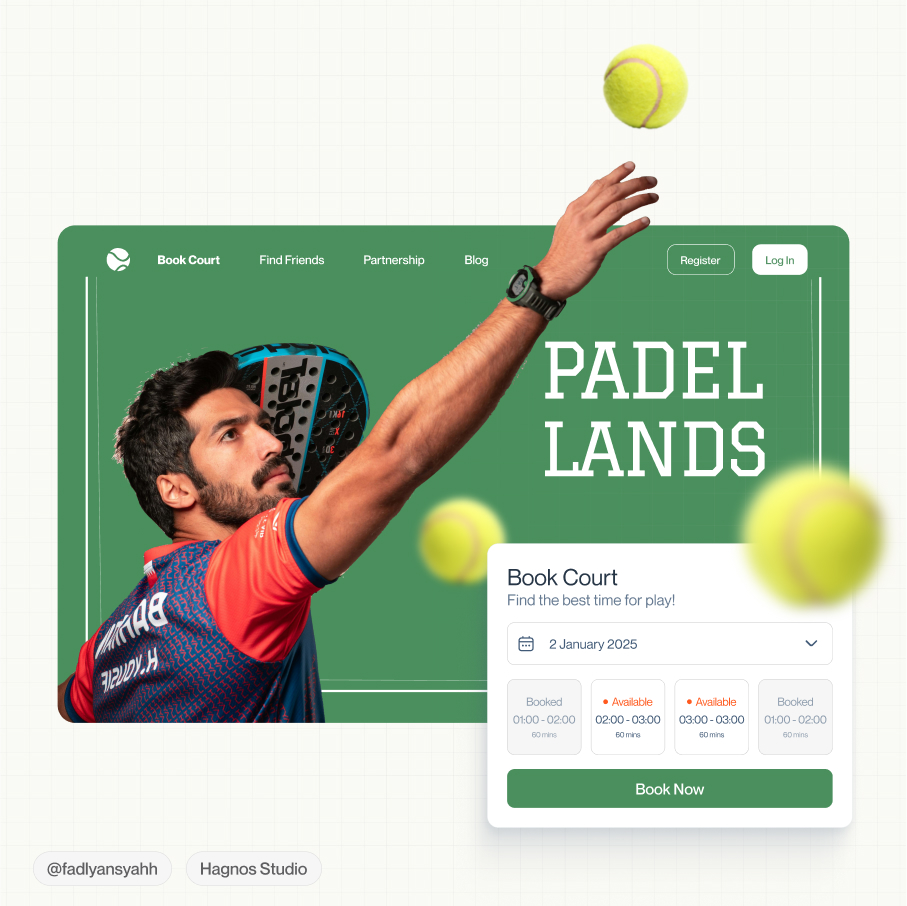 Book Court
Find Friends
Partnership
Blog
Register
Log In
PADEL
LANDS
BAHRAIN
H.YOUSIF
Book Court
Find the best time for play!
2 January 2025
Booked
01:00 - 02:00
60 mins
Available
02:00 - 03:00
60 mins
Available
03:00 - 03:00
60 mins
Booked
01:00 - 02:00
60 mins
Book Now
@fadlyansyahh
Hagnos Studio